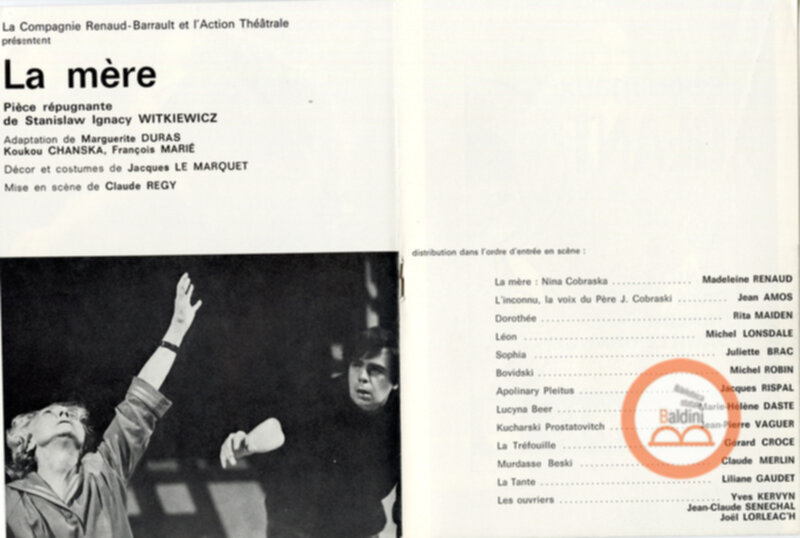 La Compagnie Renaud-Barrault et l'Action Théâtrale
présentent
La mère
Pièce répugnante
de Stanislaw Ignacy WITKIEWICZ
Adaptation de Marguerite DURAS
Koukou CHANSKA, François MARIÉ
Décor et costumes de Jacques LE MARQUET
Mise en scène de Claude REGY
distribution dans l'ordre d'entrée en scène :
La mère : Nina Cobraska .............. Madeleine RENAUD
L'inconnu, la voix du Père J. Cobraski .......... Jean AMOS
Dorothée .............. Rita MAIDEN
Léon .............. Michel LONSDALE
Sophia .............. Juliette BRAC
Bovidski .............. Michel ROBIN
Apolinary Pleitus .............. Jacques RISPAL
Lucyna Beer .............. Marie-Hélène DASTE
Kucharski Prostatovitch .............. Jean-Pierre VAGUER
La Tréfouille .............. Gérard CROCE
Murdasse Beski .............. Claude MERLIN
La Tante .............. Liliane GAUDET
Les ouvriers .............. Yves KERVYN
Jean-Claude SENECHAL
Joël LORLEAC'H
Biblioteca
statale
Baldini